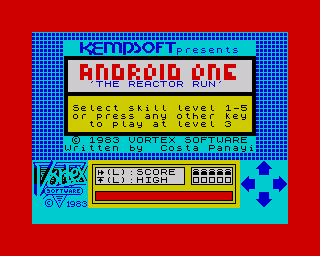 KEMPSOFT presents
ANDROID ONE
'THE REACTOR RUN'
Select skill level 1-5
or press any other key
to play at level 3
© 1983 VORTEX SOFTWARE
Written by Costa Panayi
(L):SCORE
(L):HIGH
00000
VORTEX
SOFTWARE
©1983